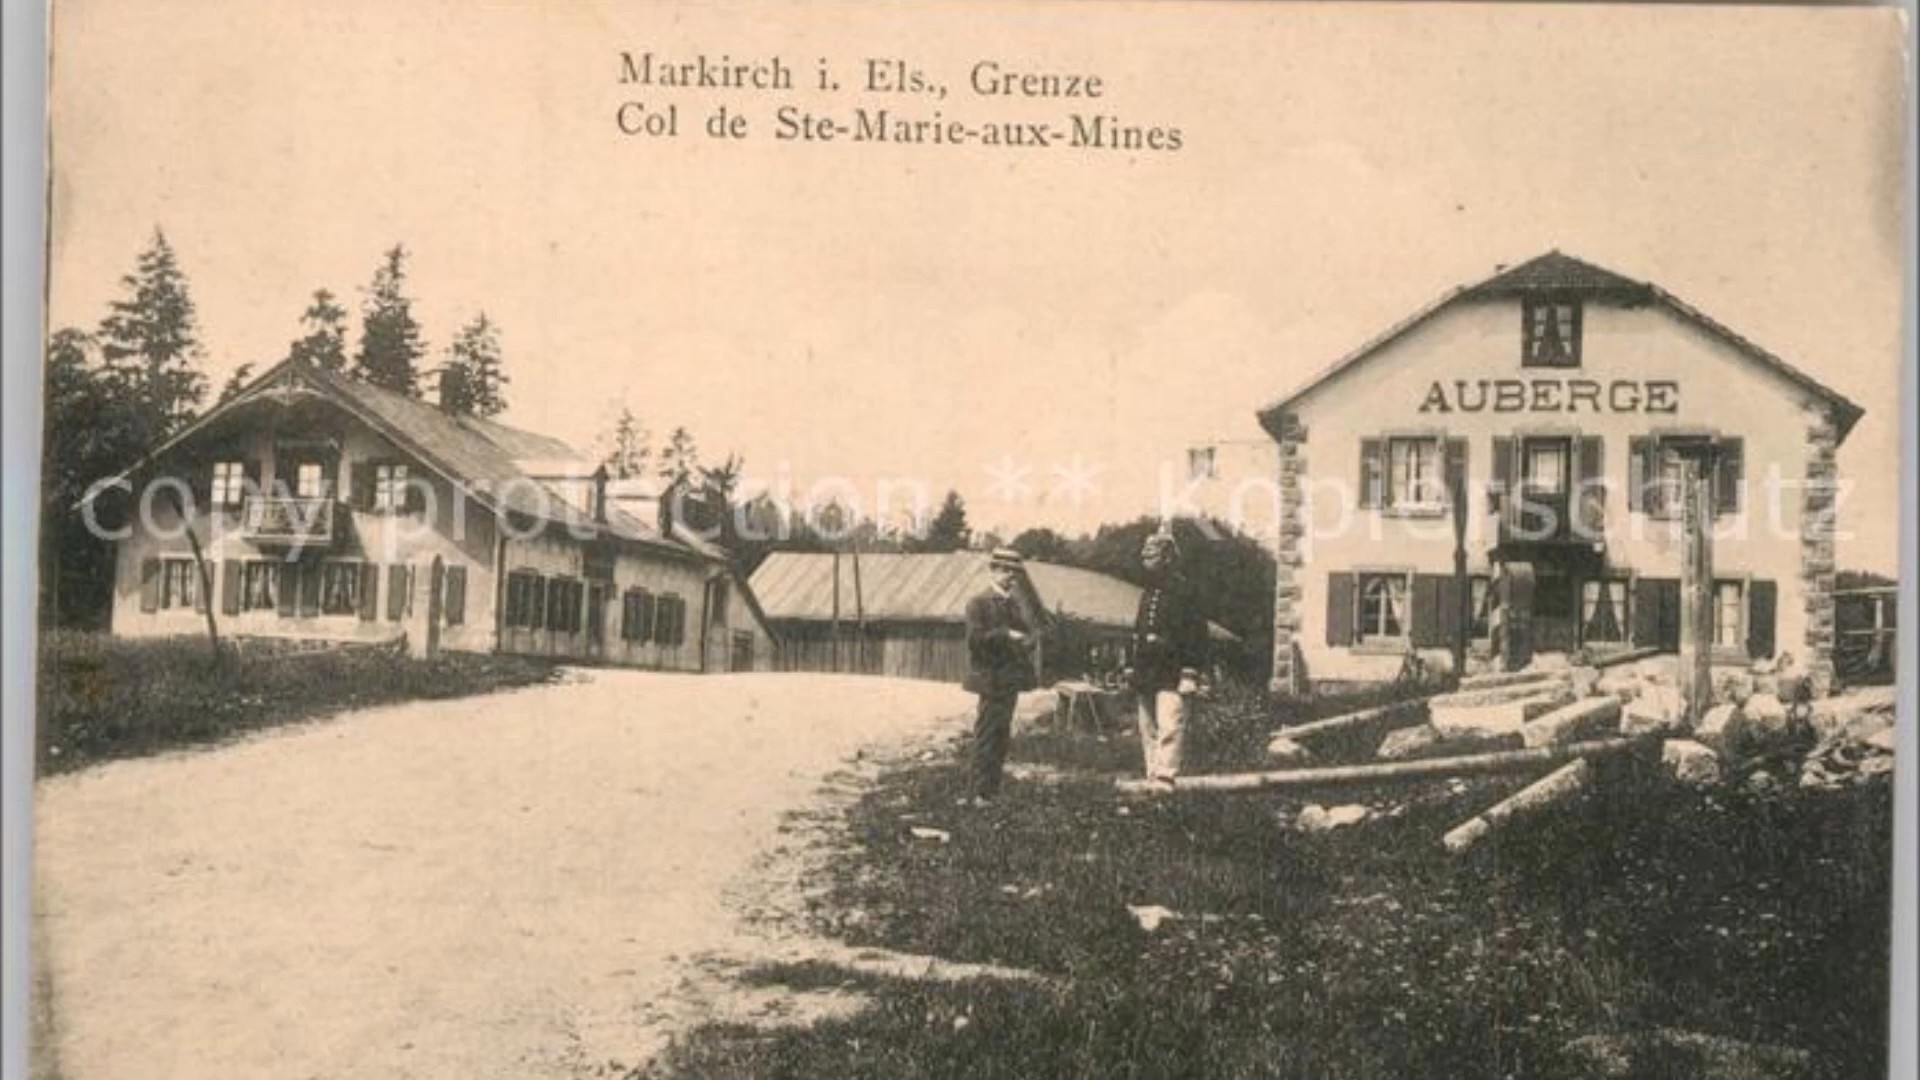 Markirch i. Els., Grenze
Col de Ste-Marie-aux-Mines
AUBERGE
copy protection ** Kopierschutz